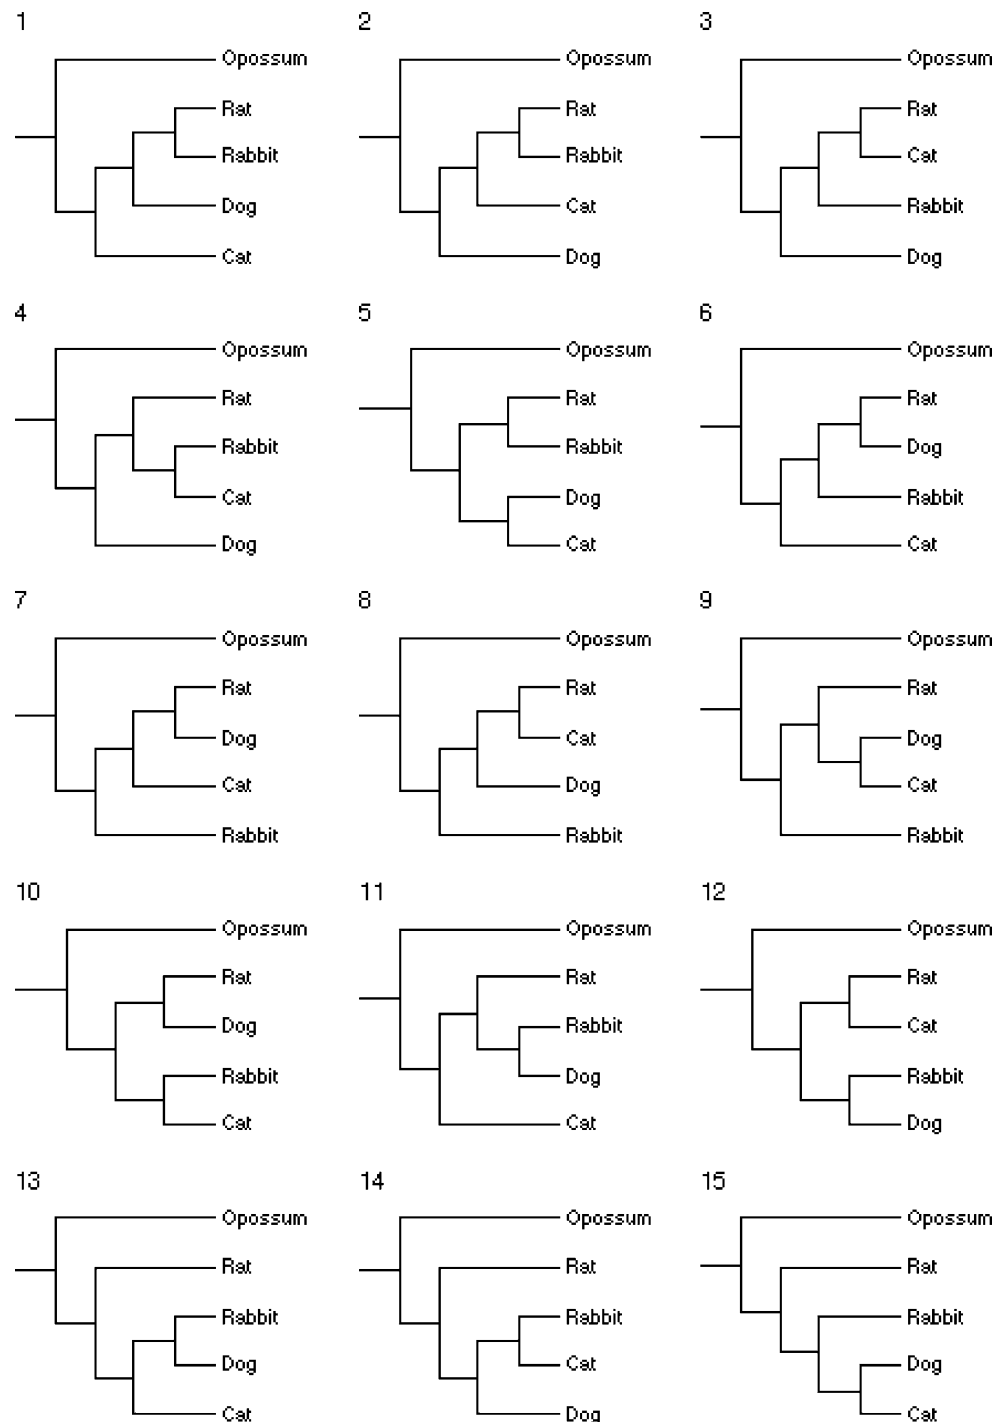 1 2 3
Opossum Opossum Opossum
Rat Rat Rat
Rabbit Rabbit Cat
Dog Cat Rabbit
Cat Dog Dog
4 5 6
Opossum Opossum Opossum
Rat Rat Rat
Rabbit Rabbit Dog
Cat Dog Rabbit
Dog Cat Cat
7 8 9
Opossum Opossum Opossum
Rat Rat Rat
Dog Cat Dog
Cat Dog Cat
Rabbit Rabbit Rabbit
10 11 12
Opossum Opossum Opossum
Rat Rat Rat
Dog Rabbit Cat
Rabbit Dog Rabbit
Cat Cat Dog
13 14 15
Opossum Opossum Opossum
Rat Rat Rat
Rabbit Rabbit Rabbit
Dog Cat Dog
Cat Dog Cat